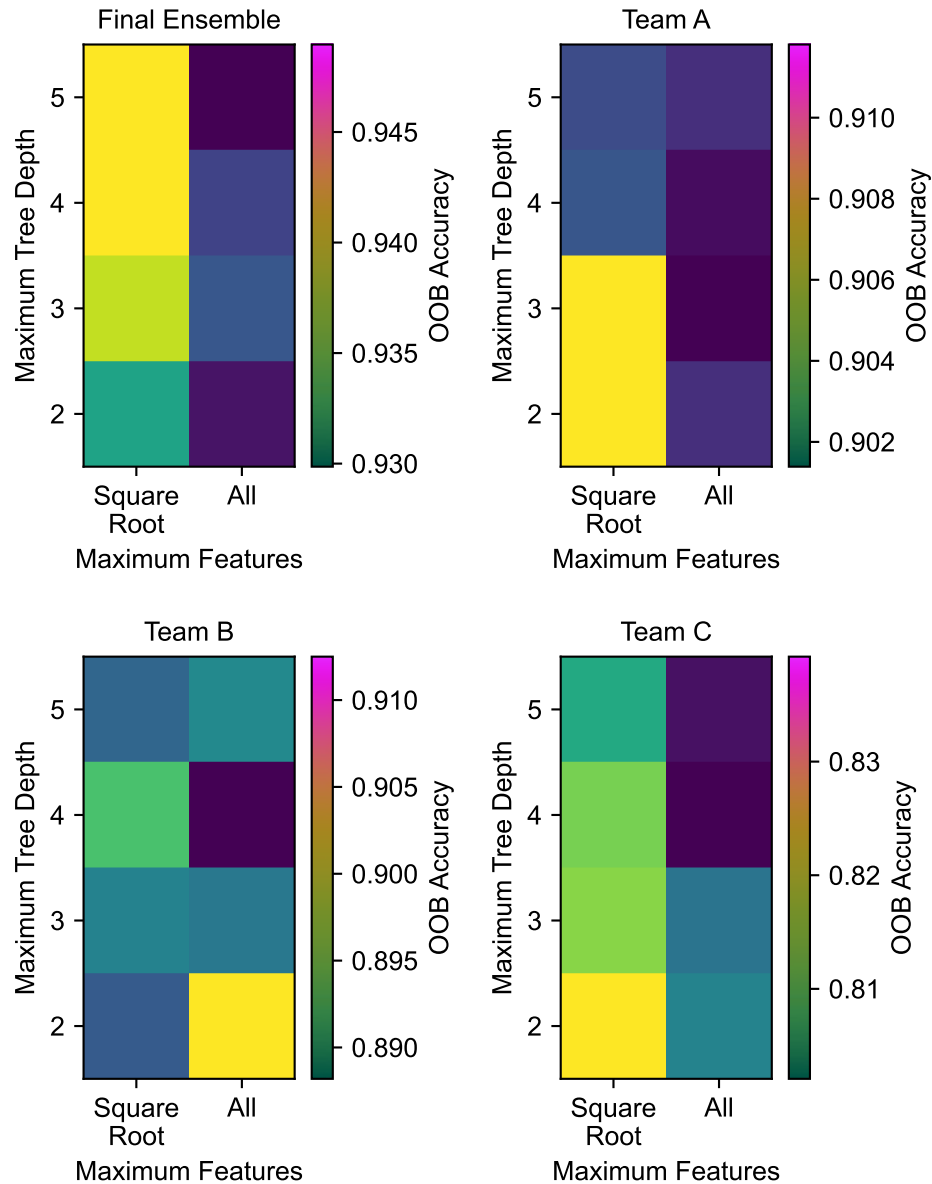 Final Ensemble
Maximum Tree Depth
5
4
3
2
Square
Root
All
Maximum Features
0.945
0.940
0.935
0.930
OOB Accuracy
Team A
Maximum Tree Depth
5
4
3
2
Square
Root
All
Maximum Features
0.910
0.908
0.906
0.904
0.902
OOB Accuracy
Team B
Maximum Tree Depth
5
4
3
2
Square
Root
All
Maximum Features
0.910
0.905
0.900
0.895
0.890
OOB Accuracy
Team C
Maximum Tree Depth
5
4
3
2
Square
Root
All
Maximum Features
0.83
0.82
0.81
OOB Accuracy